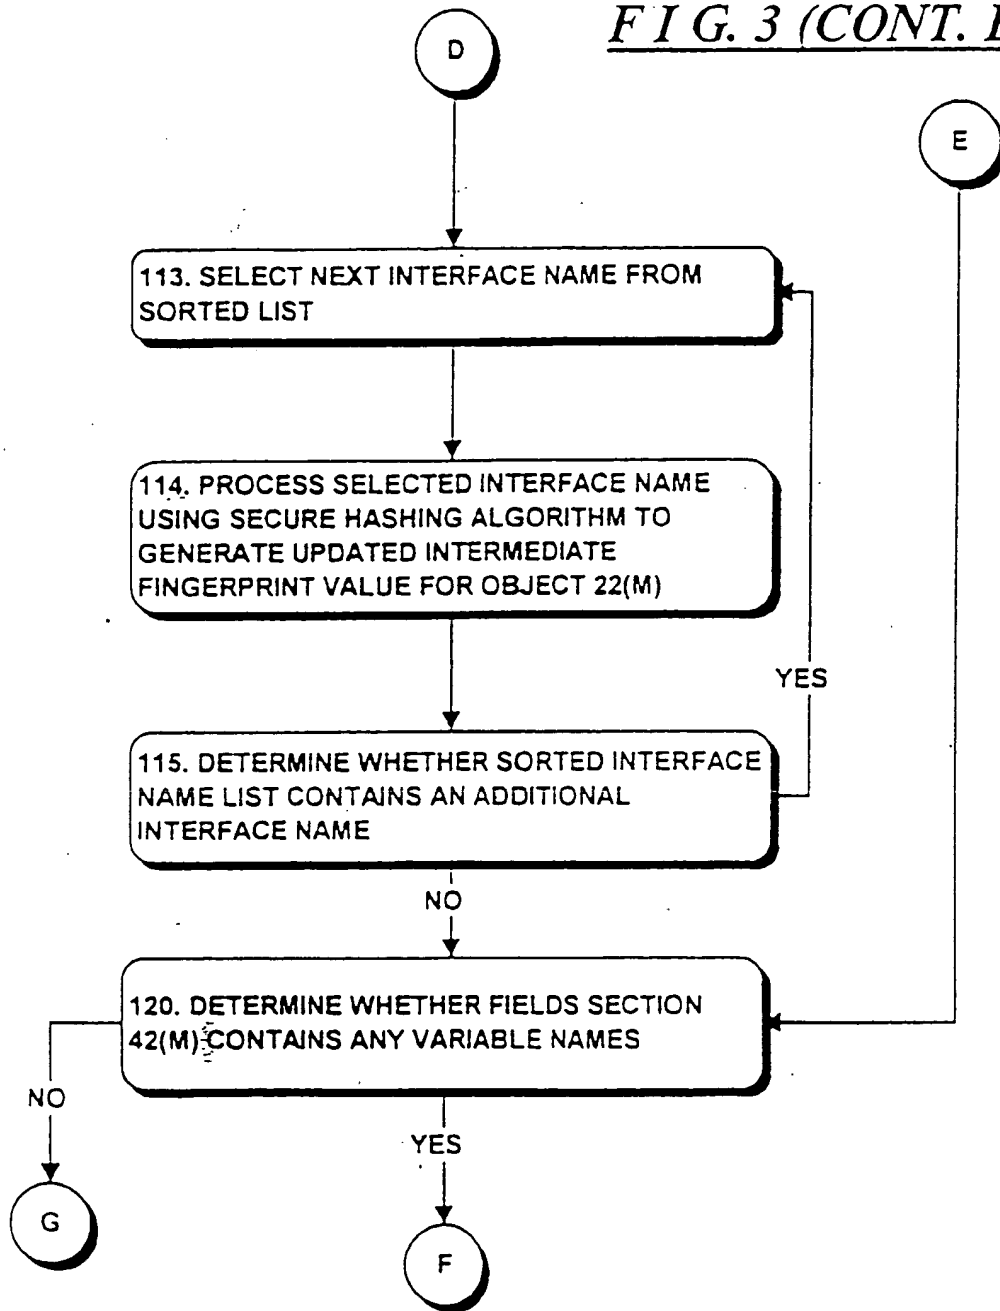 F I G. 3 (CONT.
D
E
113. SELECT NEXT INTERFACE NAME FROM
SORTED LIST
114. PROCESS SELECTED INTERFACE NAME
USING SECURE HASHING ALGORITHM TO
GENERATE UPDATED INTERMEDIATE
FINGERPRINT VALUE FOR OBJECT 22(M)
YES
115. DETERMINE WHETHER SORTED INTERFACE
NAME LIST CONTAINS AN ADDITIONAL
INTERFACE NAME
NO
120. DETERMINE WHETHER FIELDS SECTION
42(M) CONTAINS ANY VARIABLE NAMES
NO
YES
G
F